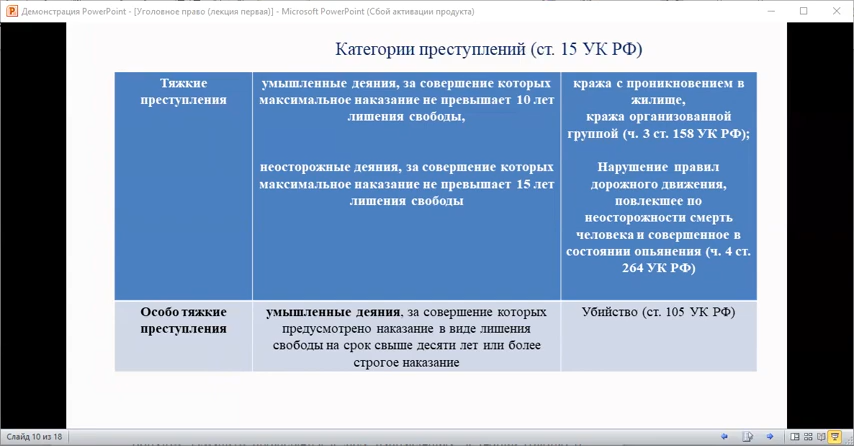 Демонстрация PowerPoint - [Уголовное право (лекция первая}] - Microsoft PowerPoint (Сбой активации продукта)
Категории преступлений (ст. 15 УК РФ)
Тяжкие
преступления
умышленные деяния, за совершение которых
максимальное наказание не превышает 10 лет
лишения свободы,
неосторожные деяния, за совершение которых
максимальное наказание не превышает 15 лет
лишения свободы
кража с проникновением в
жилище,
кража организованной
группой (ч. 3 ст. 158 УК РФ);
Нарушение правил
дорожного движения,
повлекшее по
неосторожности смерть
человека и совершенное в
состоянии опьянения (ч. 4 ст.
264 УК РФ)
Особо тяжкие
преступления
умышленные деяния, за совершение которых
предусмотрено наказание в виде лишения
свободы на срок свыше десяти лет или более
строгое наказание
Убийство (ст. 105 УК РФ)
Слайд 10 из 18